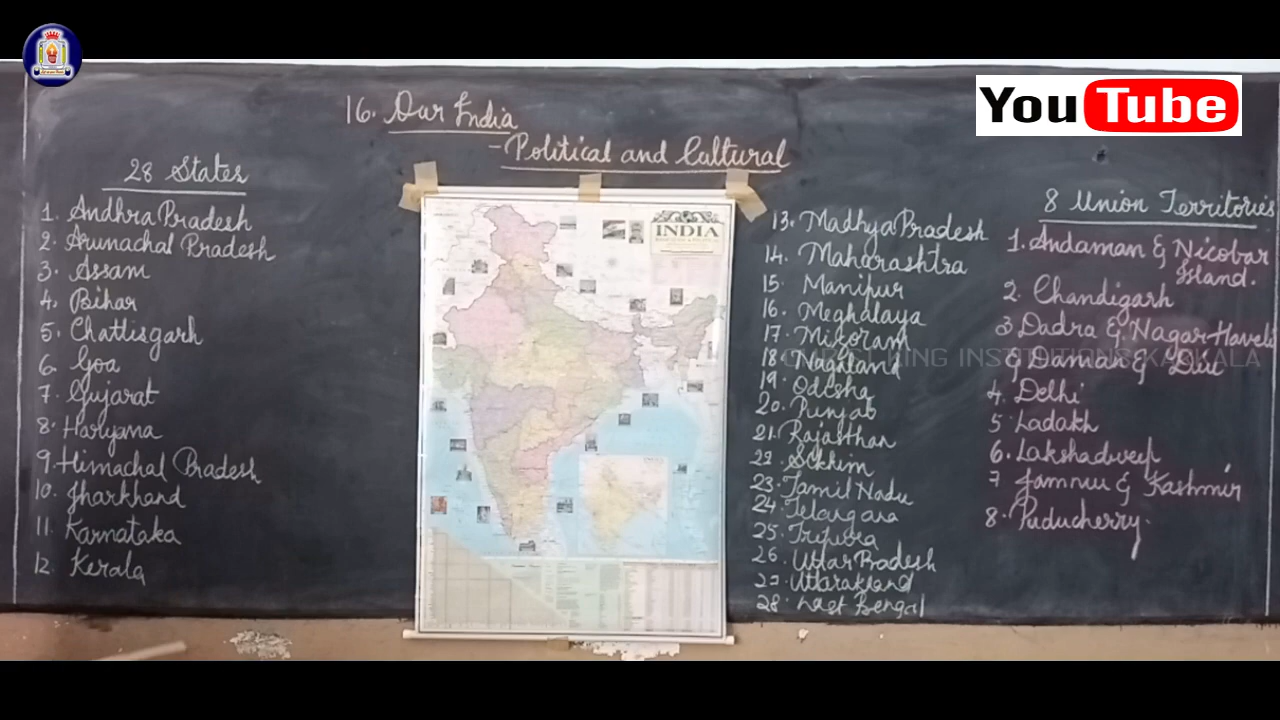 YouTube
16. Our India
- Political and Cultural
28 States
1. Andhra Pradesh
2. Arunachal Pradesh
3. Assam
4. Bihar
5. Chattisgarh
6. Goa
7. Gujarat
8. Haryana
9. Himachal Pradesh
10. Jharkhand
11. Karnataka
12. Kerala
INDIA
13. Madhya Pradesh
14. Maharashtra
15. Manipur
16. Meghalaya
17. Mizoram
18. Nagaland
19. Odisha
20. Punjab
21. Rajasthan
22. Sikkim
23. Tamil Nadu
24. Telangana
25. Tripura
26. Uttar Pradesh
27. Uttarakhand
28. West Bengal
8 Union Territories
1. Andaman & Nicobar
Island.
2. Chandigarh
3 Dadra & Nagar Haveli
& Daman & Diu
4. Delhi
5. Ladakh
6. Lakshadweep
7 Jammu & Kashmir
8. Puducherry.
KING INSTITUTIONS KARKALA